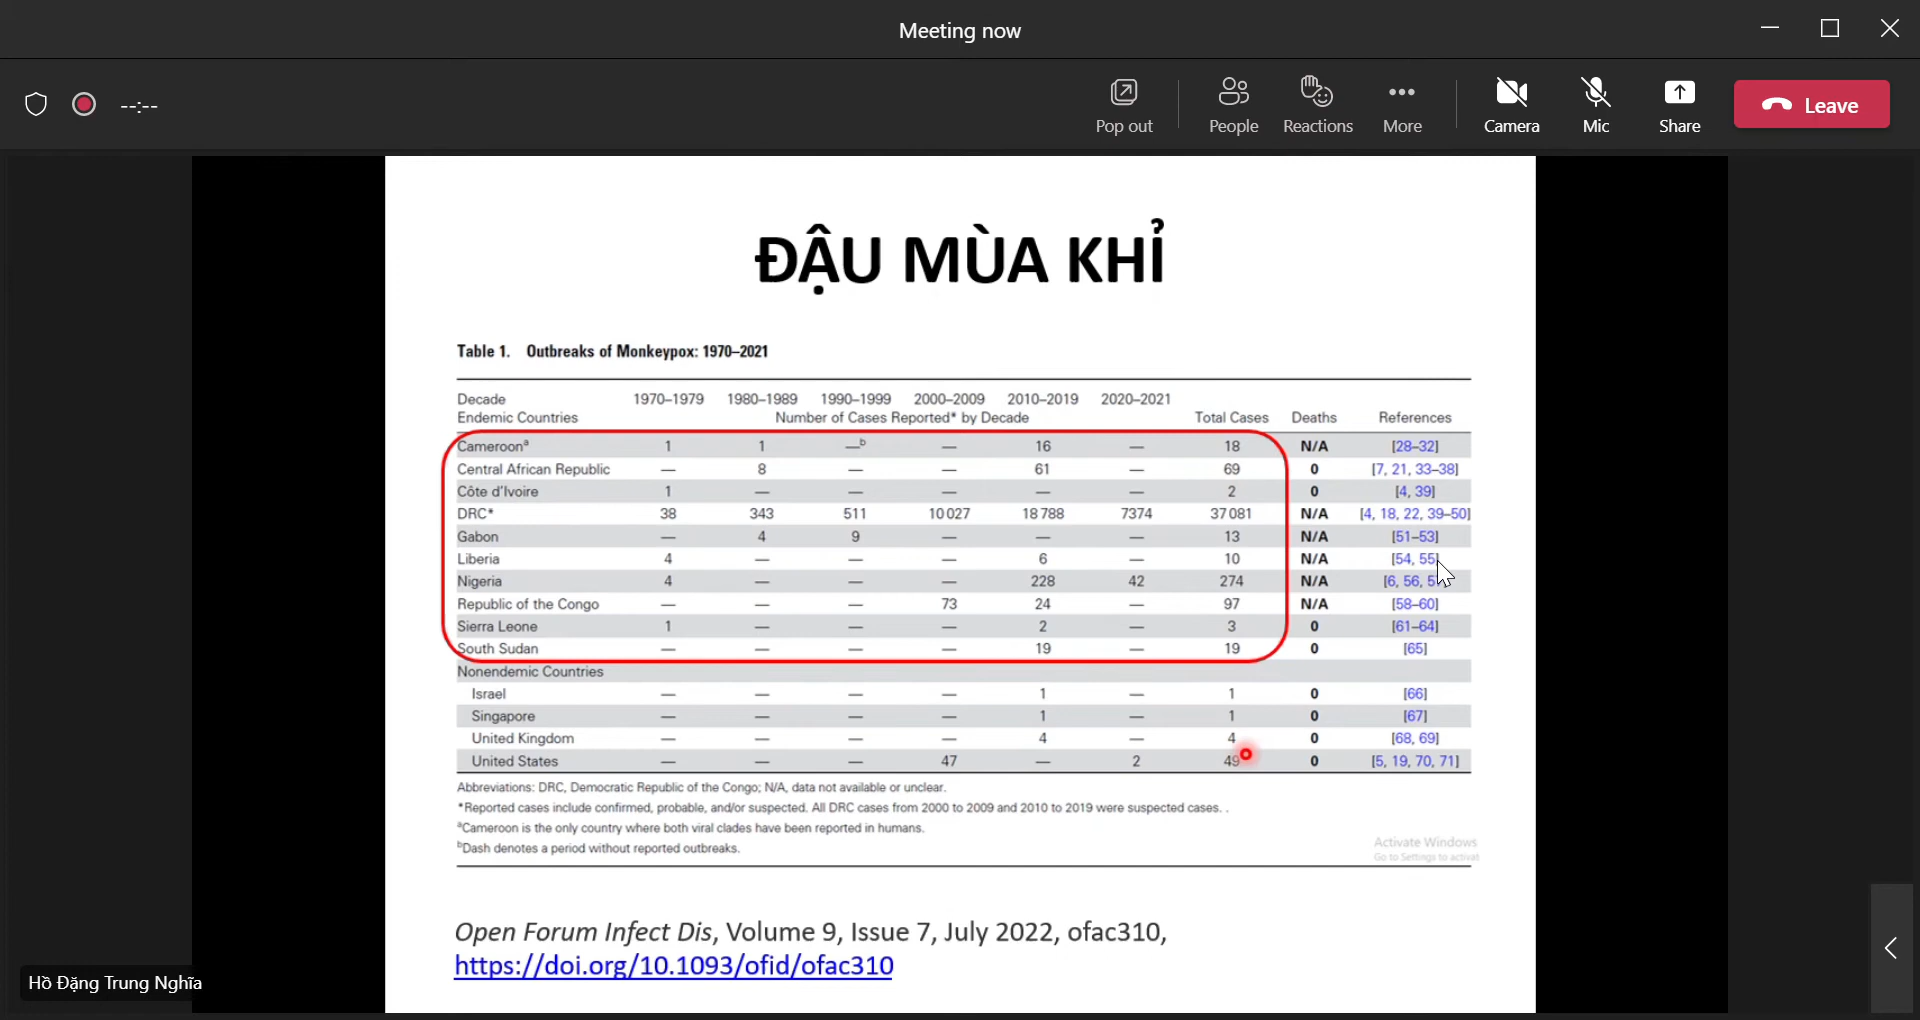 Meeting now
--:--
Pop out People Reactions More Camera Mic Share Leave
ĐẬU MÙA KHỈ
Table 1. Outbreaks of Monkeypox: 1970–2021
Decade 1970–1979 1980–1989 1990–1999 2000–2009 2010–2019 2020–2021
Endemic Countries Number of Cases Reported* by Decade Total Cases Deaths References
Cameroonᵃ 1 1 —ᵇ — 16 — 18 N/A [28–32]
Central African Republic — 8 — — 61 — 69 0 [7, 21, 33–38]
Côte d'Ivoire 1 — — — — — 2 0 [4, 39]
DRC* 38 343 511 10 027 18 788 7374 37 081 N/A [4, 18, 22, 39–50]
Gabon — 4 9 — — — 13 N/A [51–53]
Liberia 4 — — — 6 — 10 N/A [54, 55]
Nigeria 4 — — — 228 42 274 N/A [6, 56,
Republic of the Congo — — — 73 24 — 97 N/A [58–60]
Sierra Leone 1 — — — 2 — 3 0 [61–64]
South Sudan — — — — 19 — 19 0 [65]
Nonendemic Countries
Israel — — — — 1 — 1 0 [66]
Singapore — — — — 1 — 1 0 [67]
United Kingdom — — — — 4 — 4 0 [68, 69]
United States — — — 47 — 2 49 0 [5, 19, 70, 71]
Abbreviations: DRC, Democratic Republic of the Congo; N/A, data not available or unclear.
*Reported cases include confirmed, probable, and/or suspected. All DRC cases from 2000 to 2009 and 2010 to 2019 were suspected cases. .
ᵃCameroon is the only country where both viral clades have been reported in humans.
ᵇDash denotes a period without reported outbreaks.
Activate Windows
Go to Settings to activat
Open Forum Infect Dis, Volume 9, Issue 7, July 2022, ofac310,
https://doi.org/10.1093/ofid/ofac310
Hồ Đặng Trung Nghĩa